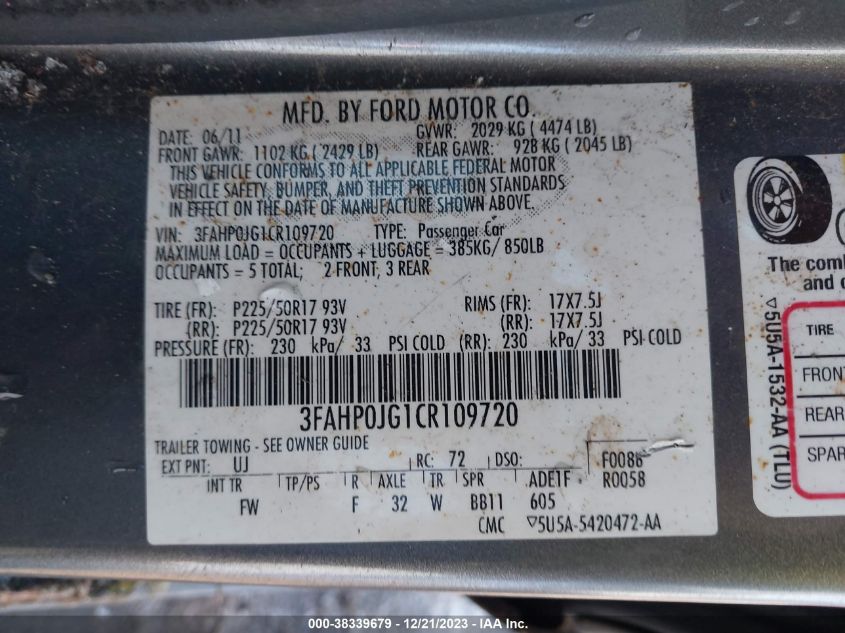 MFD. BY FORD MOTOR CO.
DATE: 06/11 GVWR: 2029 KG ( 4474 LB)
FRONT GAWR: 1102 KG ( 2429 LB) REAR GAWR: 928 KG ( 2045 LB)
THIS VEHICLE CONFORMS TO ALL APPLICABLE FEDERAL MOTOR
VEHICLE SAFETY, BUMPER, AND THEFT PREVENTION STANDARDS
IN EFFECT ON THE DATE OF MANUFACTURE SHOWN ABOVE.
VIN: 3FAHP0JG1CR109720 TYPE: Passenger Car
MAXIMUM LOAD = OCCUPANTS + LUGGAGE = 385KG/ 850LB
OCCUPANTS = 5 TOTAL; 2 FRONT, 3 REAR
TIRE (FR): P225/50R17 93V RIMS (FR): 17X7.5J
(RR): P225/50R17 93V (RR): 17X7.5J
PRESSURE (FR): 230 kPa/ 33 PSI COLD (RR): 230 kPa/ 33 PSI COLD
3FAHP0JG1CR109720
TRAILER TOWING - SEE OWNER GUIDE
EXT PNT: UJ RC: 72 DSO: F0086
INT TR TP/PS R AXLE TR SPR ADE1F R0058
FW F 32 W BB11 605
CMC ▽5U5A-5420472-AA
The comb
and c
TIRE
FRONT
REAR
SPAR
▽5U5A-1532-AA (TLU)
000-38339679 - 12/21/2023 - IAAI Inc.